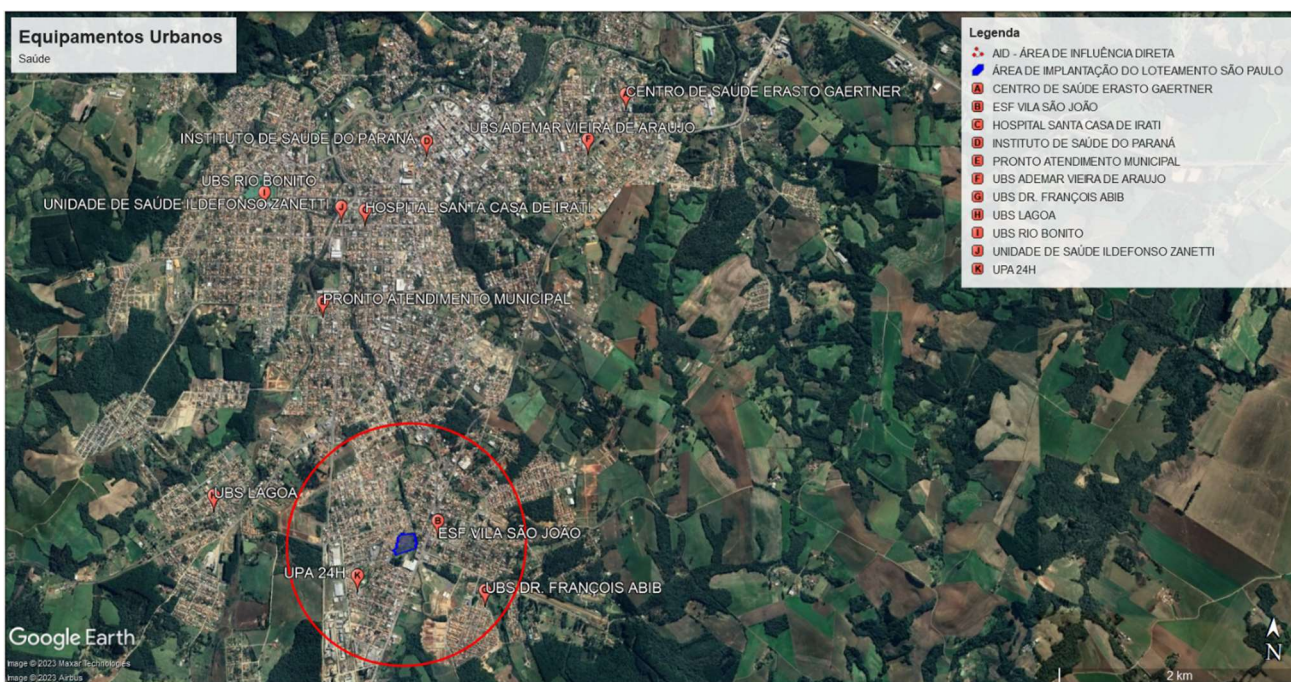 Equipamentos Urbanos
Saúde
Legenda
AID - ÁREA DE INFLUÊNCIA DIRETA
ÁREA DE IMPLANTAÇÃO DO LOTEAMENTO SÃO PAULO
A CENTRO DE SAÚDE ERASTO GAERTNER
B ESF VILA SÃO JOÃO
C HOSPITAL SANTA CASA DE IRATI
D INSTITUTO DE SAÚDE DO PARANÁ
E PRONTO ATENDIMENTO MUNICIPAL
F UBS ADEMAR VIEIRA DE ARAUJO
G UBS DR. FRANÇOIS ABIB
H UBS LAGOA
I UBS RIO BONITO
J UNIDADE DE SAÚDE ILDEFONSO ZANETTI
K UPA 24H
CENTRO DE SAÚDE ERASTO GAERTNER
UBS ADEMAR VIEIRA DE ARAUJO
F
INSTITUTO DE SAÚDE DO PARANÁ
D
UBS RIO BONITO
I
UNIDADE DE SAÚDE ILDEFONSO ZANETTI
J
HOSPITAL SANTA CASA DE IRATI
PRONTO ATENDIMENTO MUNICIPAL
UBS LAGOA
B
ESF VILA SÃO JOÃO
UPA 24H
K
UBS DR. FRANÇOIS ABIB
Google Earth
Image © 2023 Maxar Technologies
Image © 2023 Airbus
N
2 km